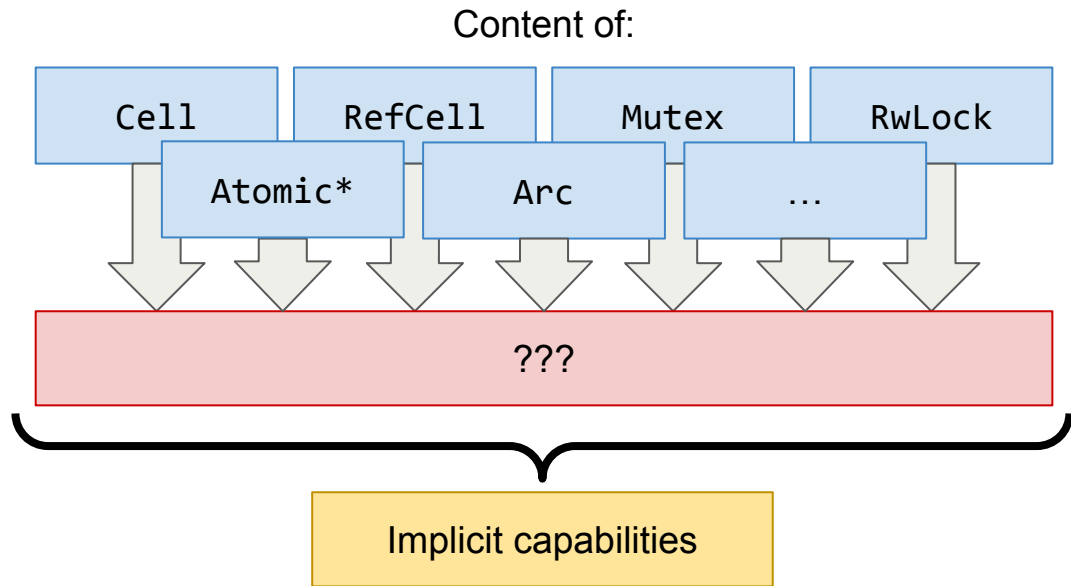 Content of:
Cell
RefCell
Mutex
RwLock
Atomic*
Arc
...
???
Implicit capabilities